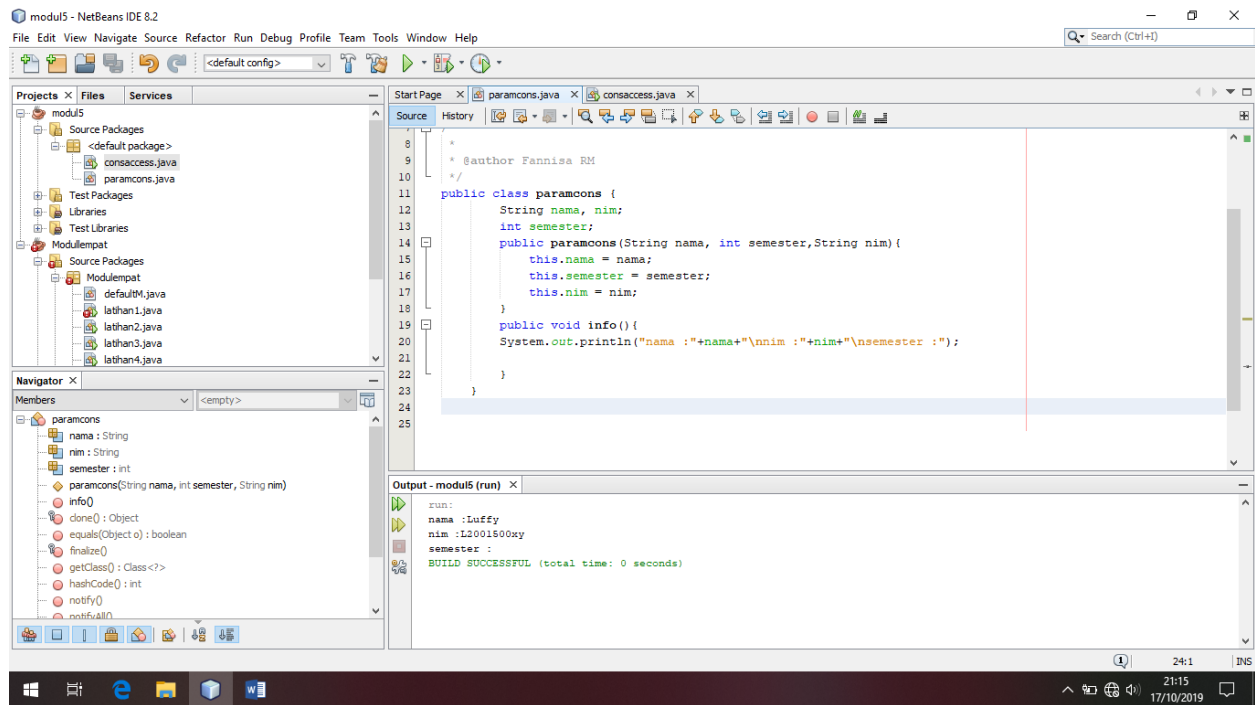 modul5 - NetBeans IDE 8.2
File Edit View Navigate Source Refactor Run Debug Profile Team Tools Window Help
Search (Ctrl+I)
<default config>
Projects Files Services
modul5
Source Packages
<default package>
consaccess.java
paramcons.java
Test Packages
Libraries
Test Libraries
Modullempat
Source Packages
Modulempat
defaultM.java
latihan1.java
latihan2.java
latihan3.java
latihan4.java
Navigator
Members <empty>
paramcons
nama : String
nim : String
semester : int
paramcons(String nama, int semester, String nim)
info()
clone() : Object
equals(Object o) : boolean
finalize()
getClass() : Class<?>
hashCode() : int
notify()
notifyAll()
Start Page paramcons.java consaccess.java
Source History
8 *
9 * @author Fannisa RM
10 */
11 public class paramcons {
12 String nama, nim;
13 int semester;
14 public paramcons(String nama, int semester,String nim){
15 this.nama = nama;
16 this.semester = semester;
17 this.nim = nim;
18 }
19 public void info(){
20 System.out.println("nama :"+nama+"\nnim :"+nim+"\nsemester :");
21
22 }
23 }
24
25
Output - modul5 (run)
run:
nama :Luffy
nim :L2001500xy
semester :
BUILD SUCCESSFUL (total time: 0 seconds)
1 24:1 INS
21:15
17/10/2019